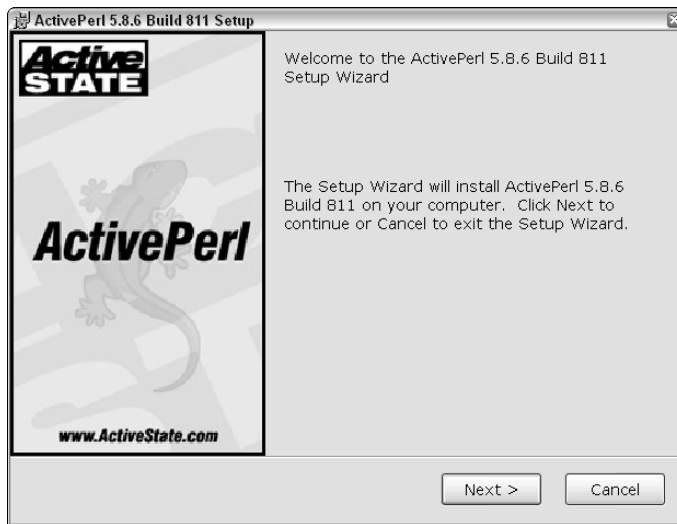 ActivePerl 5.8.6 Build 811 Setup
Active
STATE
ActivePerl
www.ActiveState.com
Welcome to the ActivePerl 5.8.6 Build 811
Setup Wizard
The Setup Wizard will install ActivePerl 5.8.6
Build 811 on your computer. Click Next to
continue or Cancel to exit the Setup Wizard.
Next >
Cancel